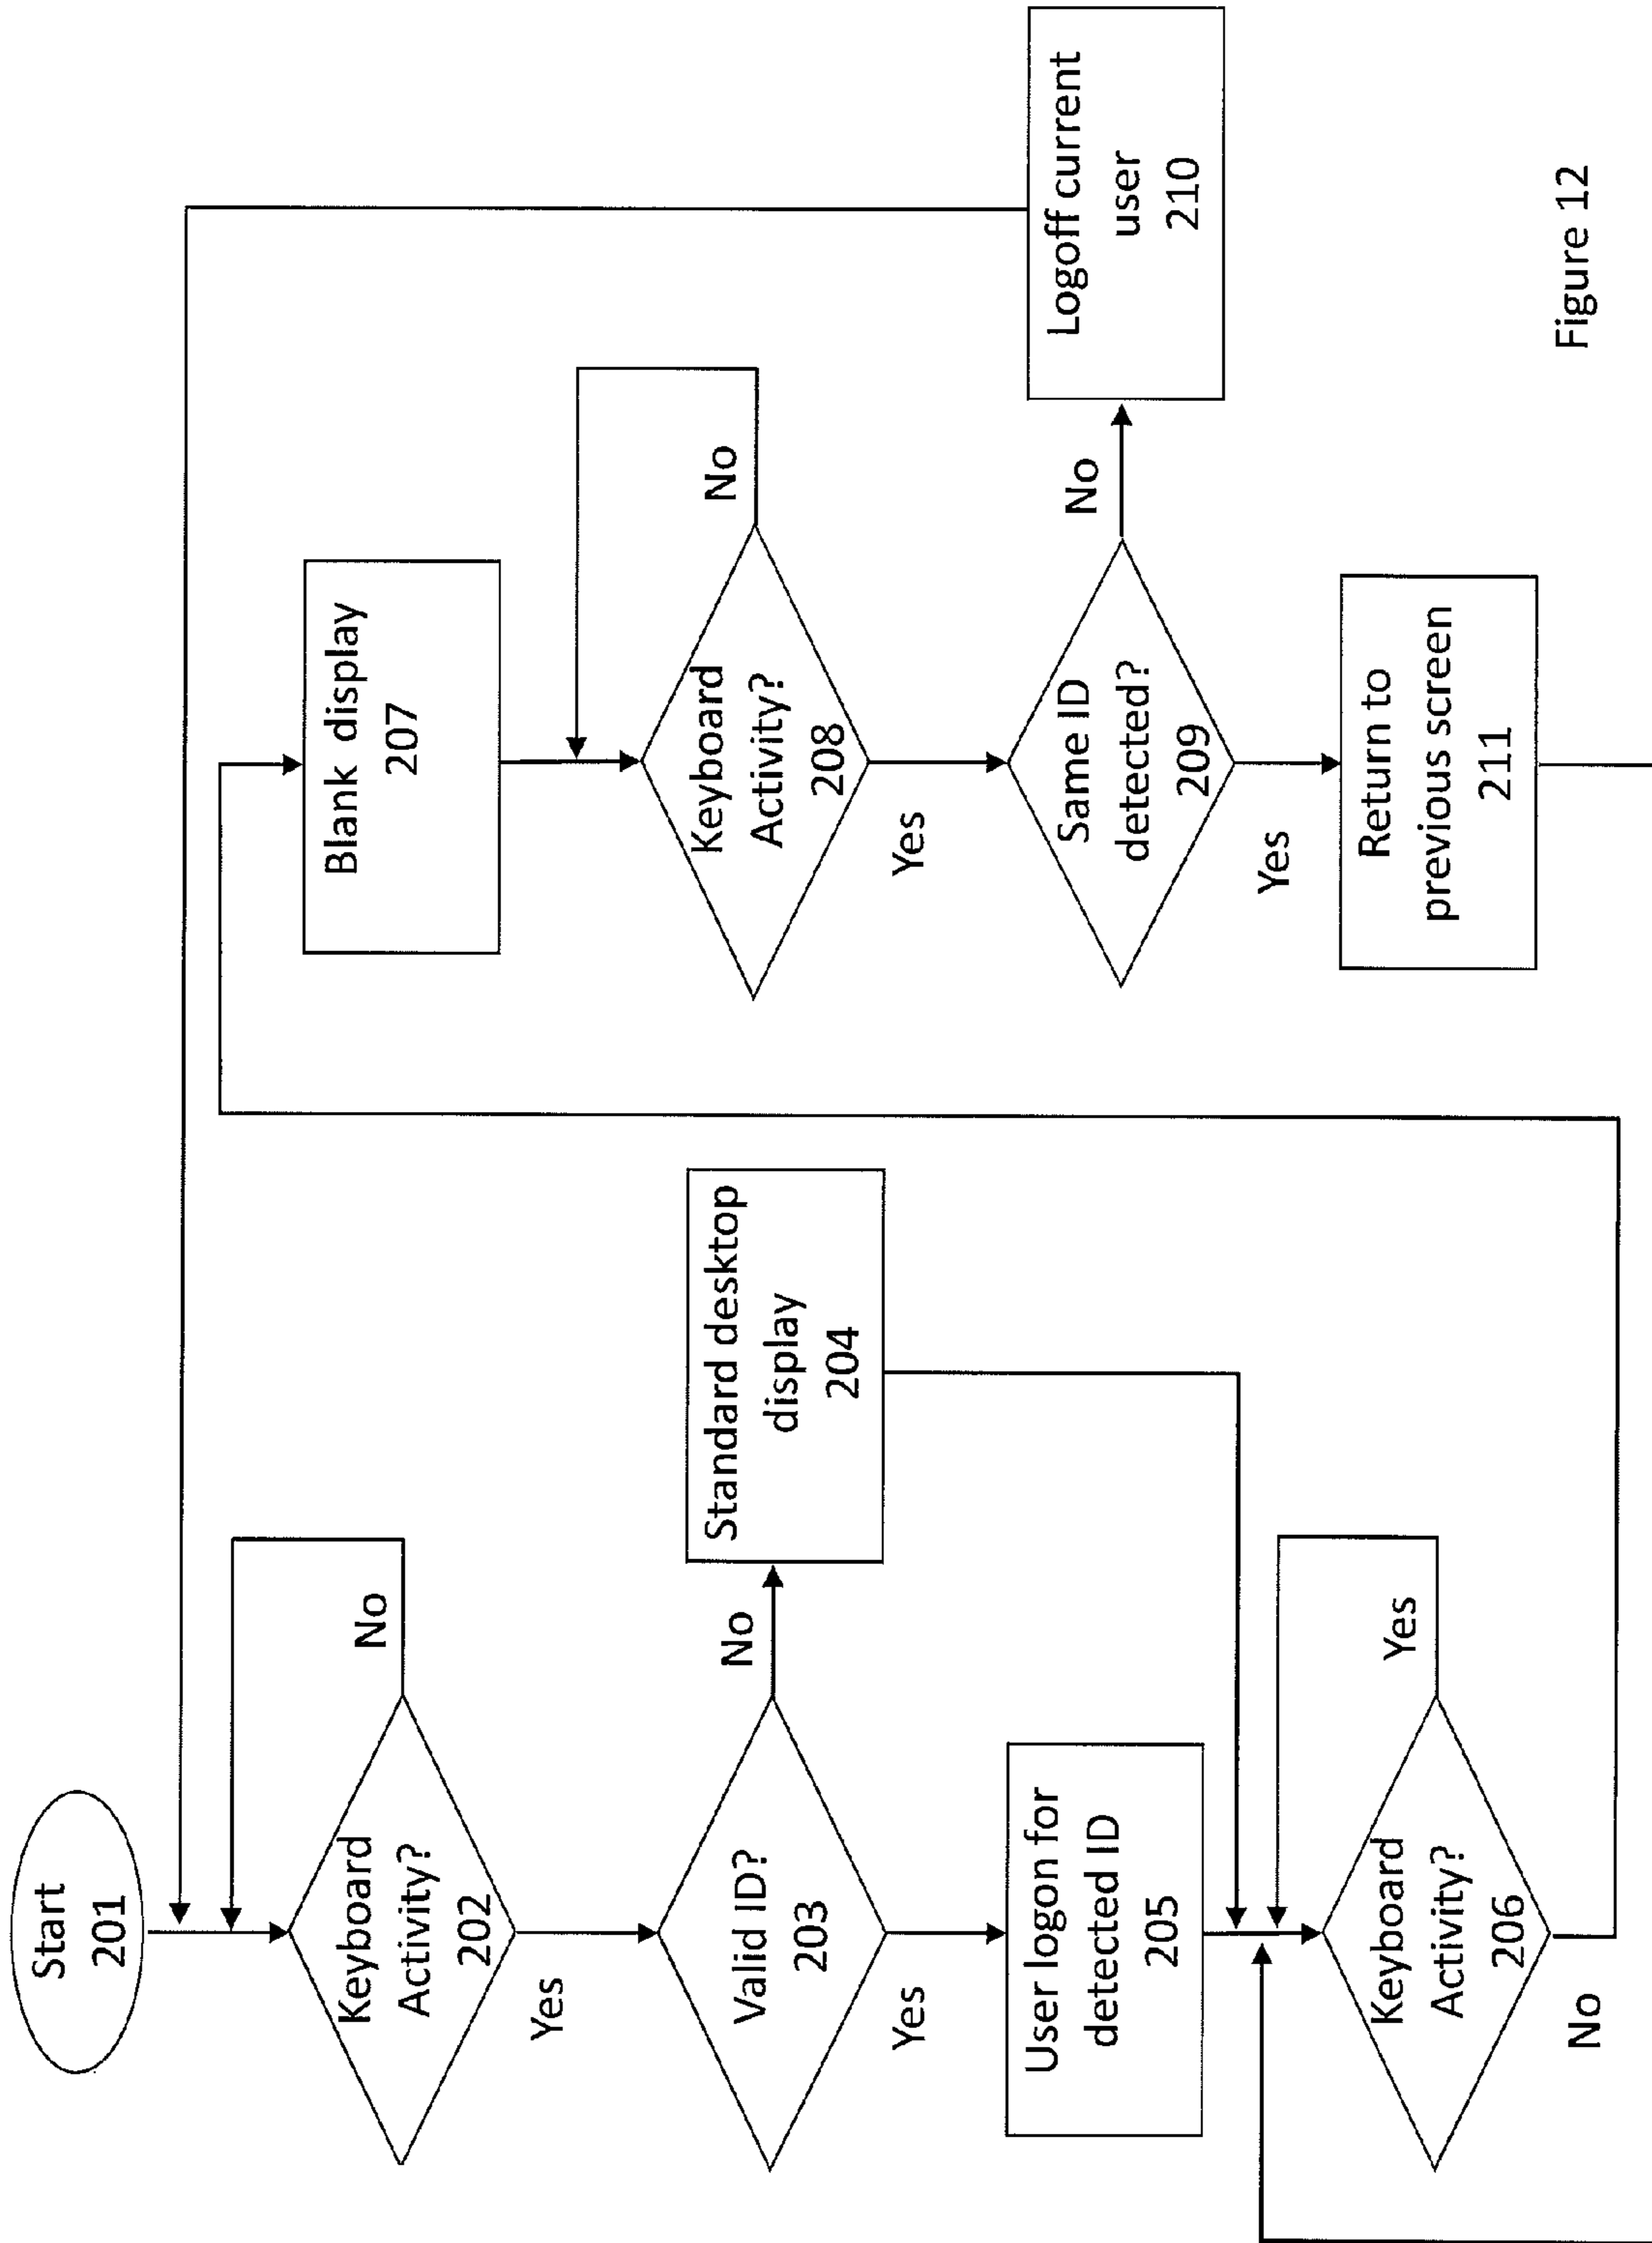 Start
201
Keyboard
Activity?
202
No
Yes
Valid ID?
203
No
Yes
Standard desktop
display
204
User logon for
detected ID
205
Keyboard
Activity?
206
Yes
No
Blank display
207
Keyboard
Activity?
208
No
Yes
Same ID
detected?
209
No
Yes
Logoff current
user
210
Return to
previous screen
211
Figure 12